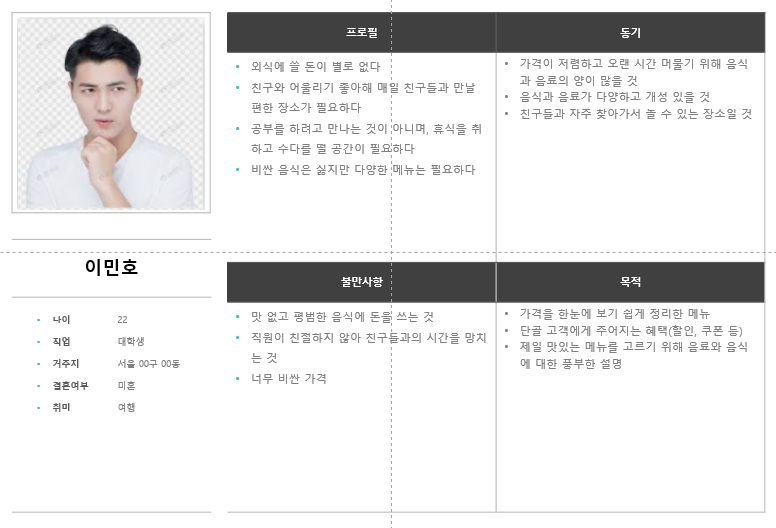 프로필
외식에 쓸 돈이 별로 없다
친구와 어울리기 좋아해 매일 친구들과 만날
편한 장소가 필요하다
공부를 하려고 만나는 것이 아니며, 휴식을 취
하고 수다를 떨 공간이 필요하다
비싼 음식은 싫지만 다양한 메뉴는 필요하다
동기
가격이 저렴하고 오랜 시간 머물기 위해 음식
과 음료의 양이 많을 것
음식과 음료가 다양하고 개성 있을 것
친구들과 자주 찾아가서 놀 수 있는 장소일 것
이민호
나이 22
직업 대학생
거주지 서울 00구 00동
결혼여부 미혼
취미 여행
불만사항
맛 없고 평범한 음식에 돈을 쓰는 것
직원이 친절하지 않아 친구들과의 시간을 망치
는 것
너무 비싼 가격
목적
가격을 한눈에 보기 쉽게 정리한 메뉴
단골 고객에게 주어지는 혜택(할인, 쿠폰 등)
제일 맛있는 메뉴를 고르기 위해 음료와 음식
에 대한 풍부한 설명